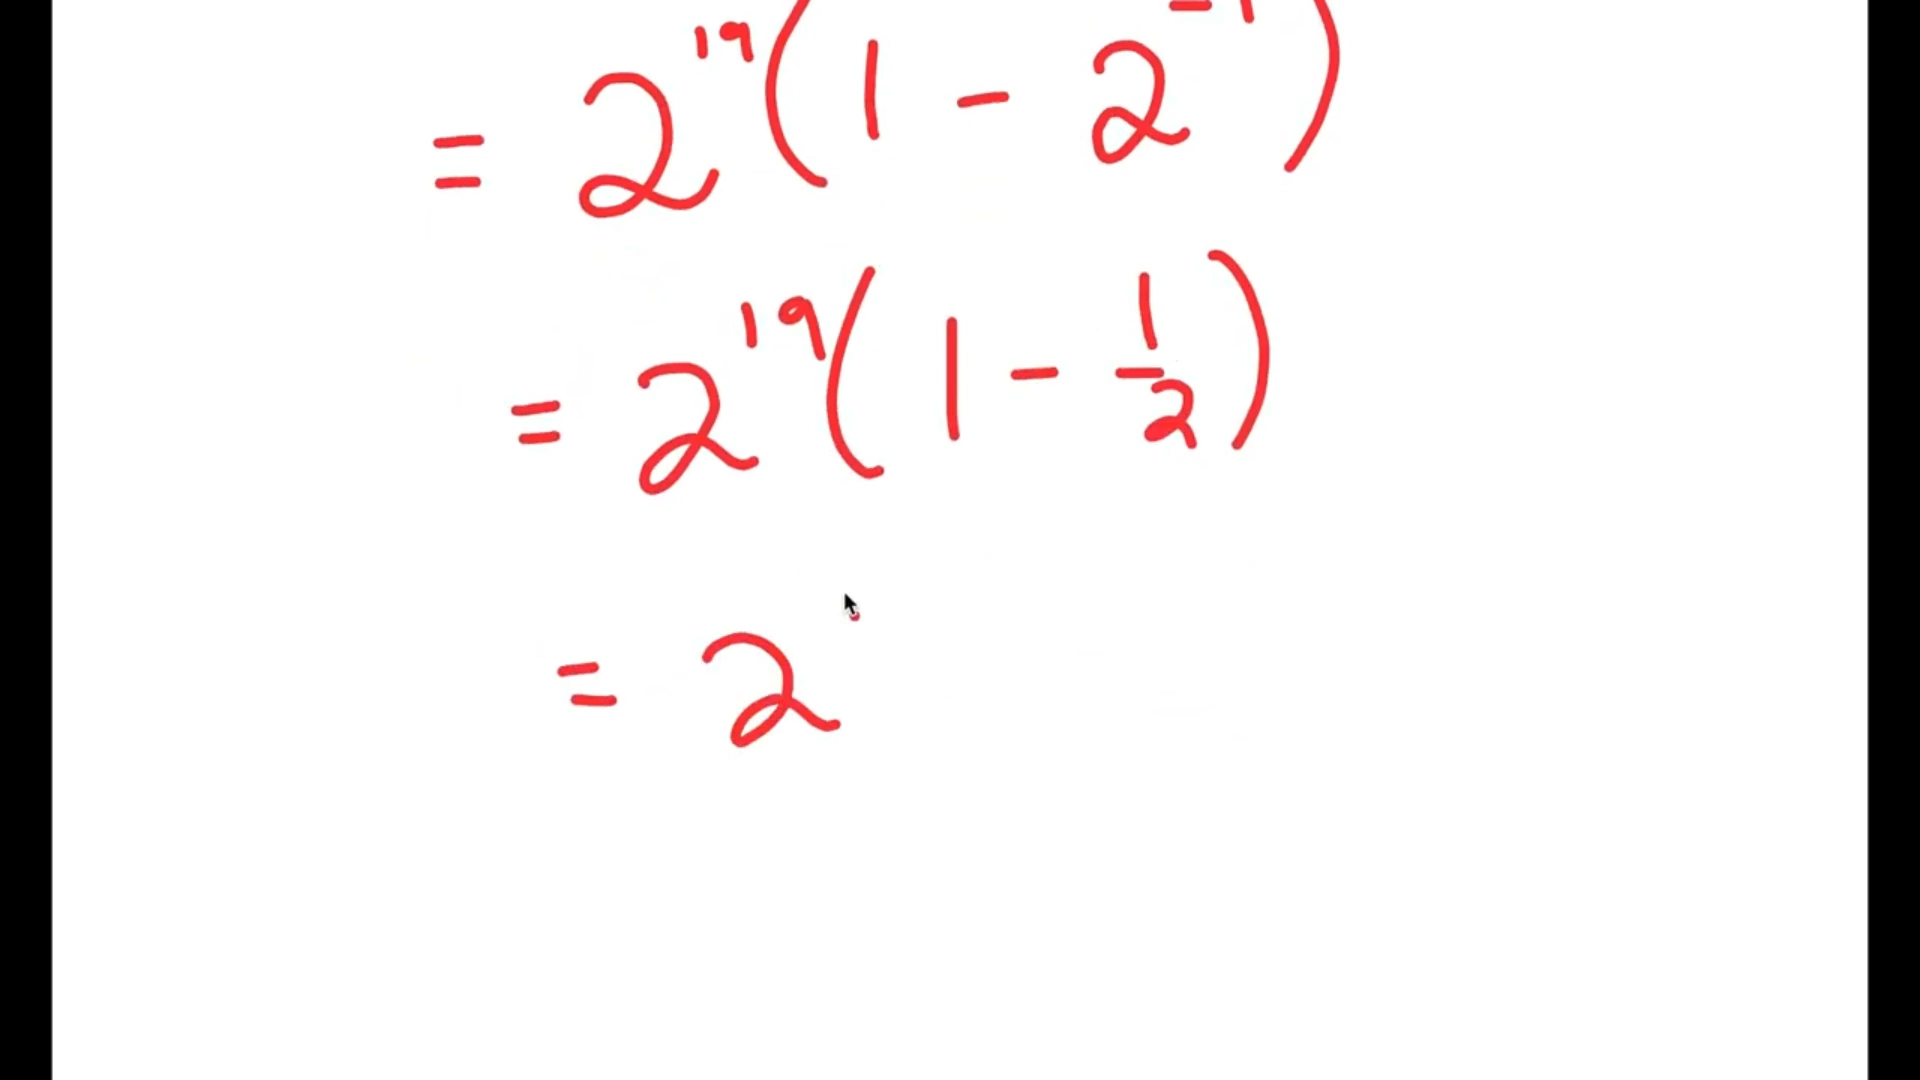 = 2^19 (1 - 2^-1)
= 2^19 (1 - 1/2)
= 2